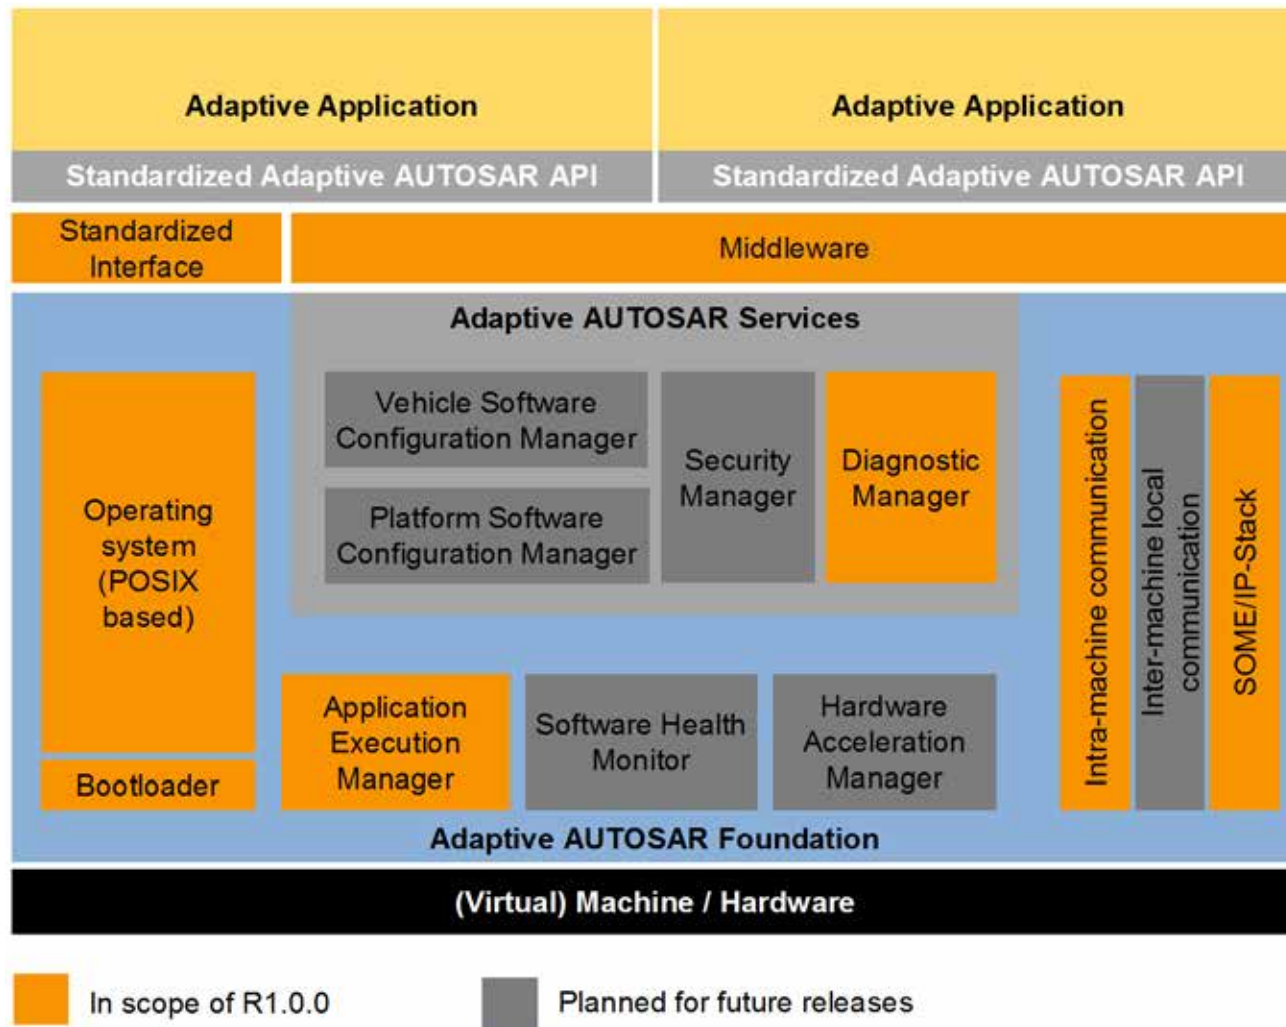 Adaptive Application
Adaptive Application
Standardized Adaptive AUTOSAR API
Standardized Adaptive AUTOSAR API
Standardized
Interface
Middleware
Adaptive AUTOSAR Services
Operating
system
(POSIX
based)
Bootloader
Vehicle Software
Configuration Manager
Platform Software
Configuration Manager
Security
Manager
Diagnostic
Manager
Application
Execution
Manager
Software Health
Monitor
Hardware
Acceleration
Manager
Intra-machine communication
Inter-machine local
communication
SOME/IP-Stack
Adaptive AUTOSAR Foundation
(Virtual) Machine / Hardware
In scope of R1.0.0
Planned for future releases